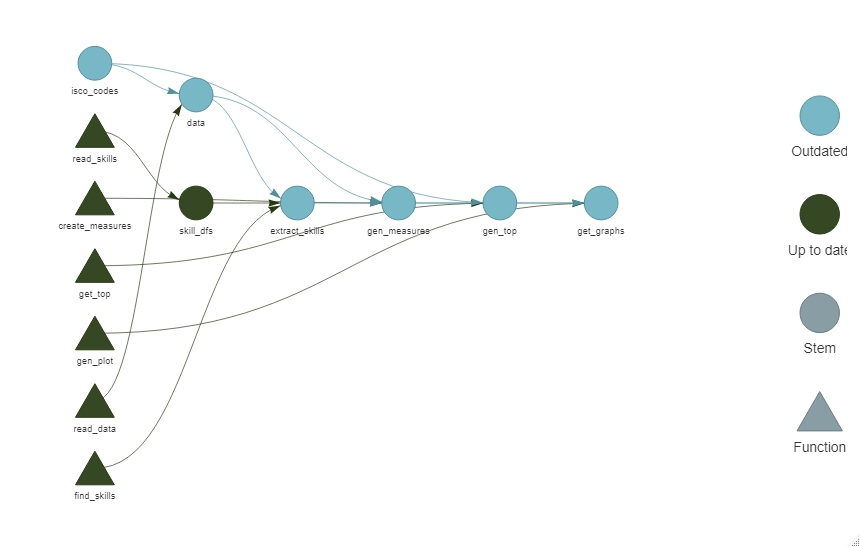 isco_codes
data
read_skills
create_measures
skill_dfs
extract_skills
gen_measures
gen_top
get_graphs
get_top
gen_plot
read_data
find_skills
Outdated
Up to date
Stem
Function